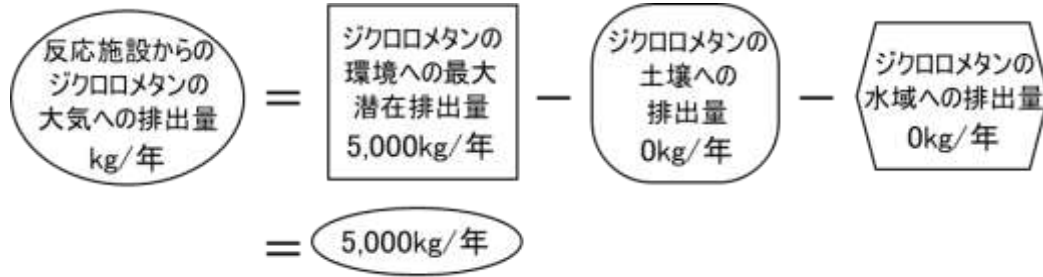 反応施設からの
ジクロロメタンの
大気への排出量
kg/年
=
ジクロロメタンの
環境への最大
潜在排出量
5,000kg/年
−
ジクロロメタンの
土壌への
排出量
0kg/年
−
ジクロロメタンの
水域への排出量
0kg/年
=
5,000kg/年